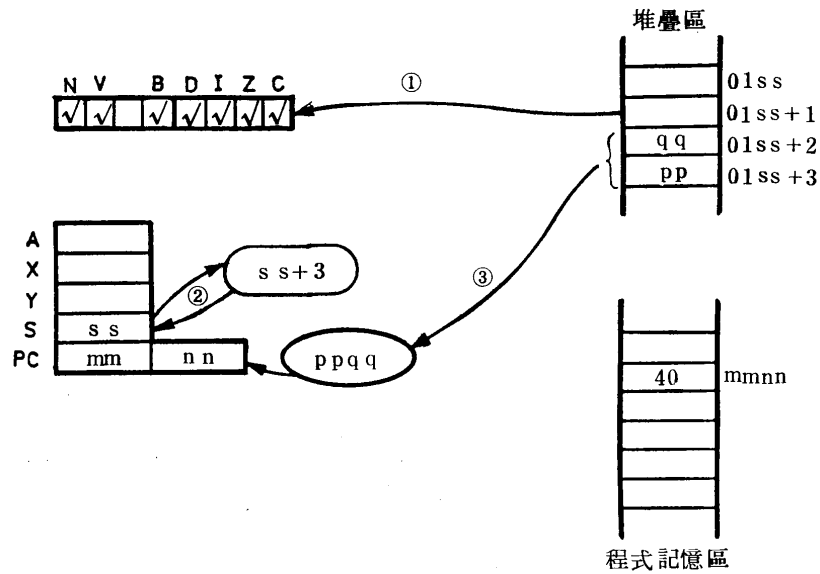 堆疊區
N V B D I Z C
①
√ √ √ √ √ √ √
01ss
01ss+1
qq 01ss+2
pp 01ss+3
A
X
Y
S ss
PC mm nn
②
ss+3
③
ppqq
40 mmnn
程式記憶區